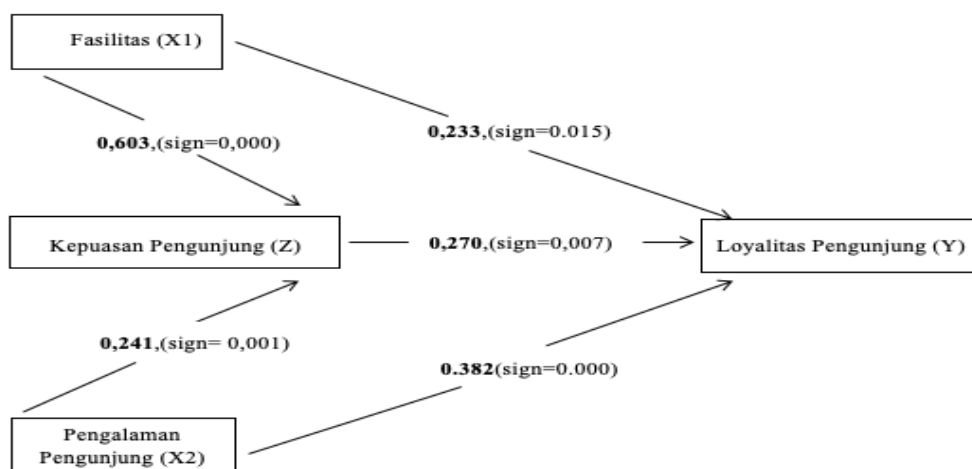 Fasilitas (X1)
0,603,(sign=0,000)
0,233,(sign=0.015)
Kepuasan Pengunjung (Z)
0,270,(sign=0,007)
Loyalitas Pengunjung (Y)
0,241,(sign= 0,001)
0.382(sign=0.000)
Pengalaman
Pengunjung (X2)